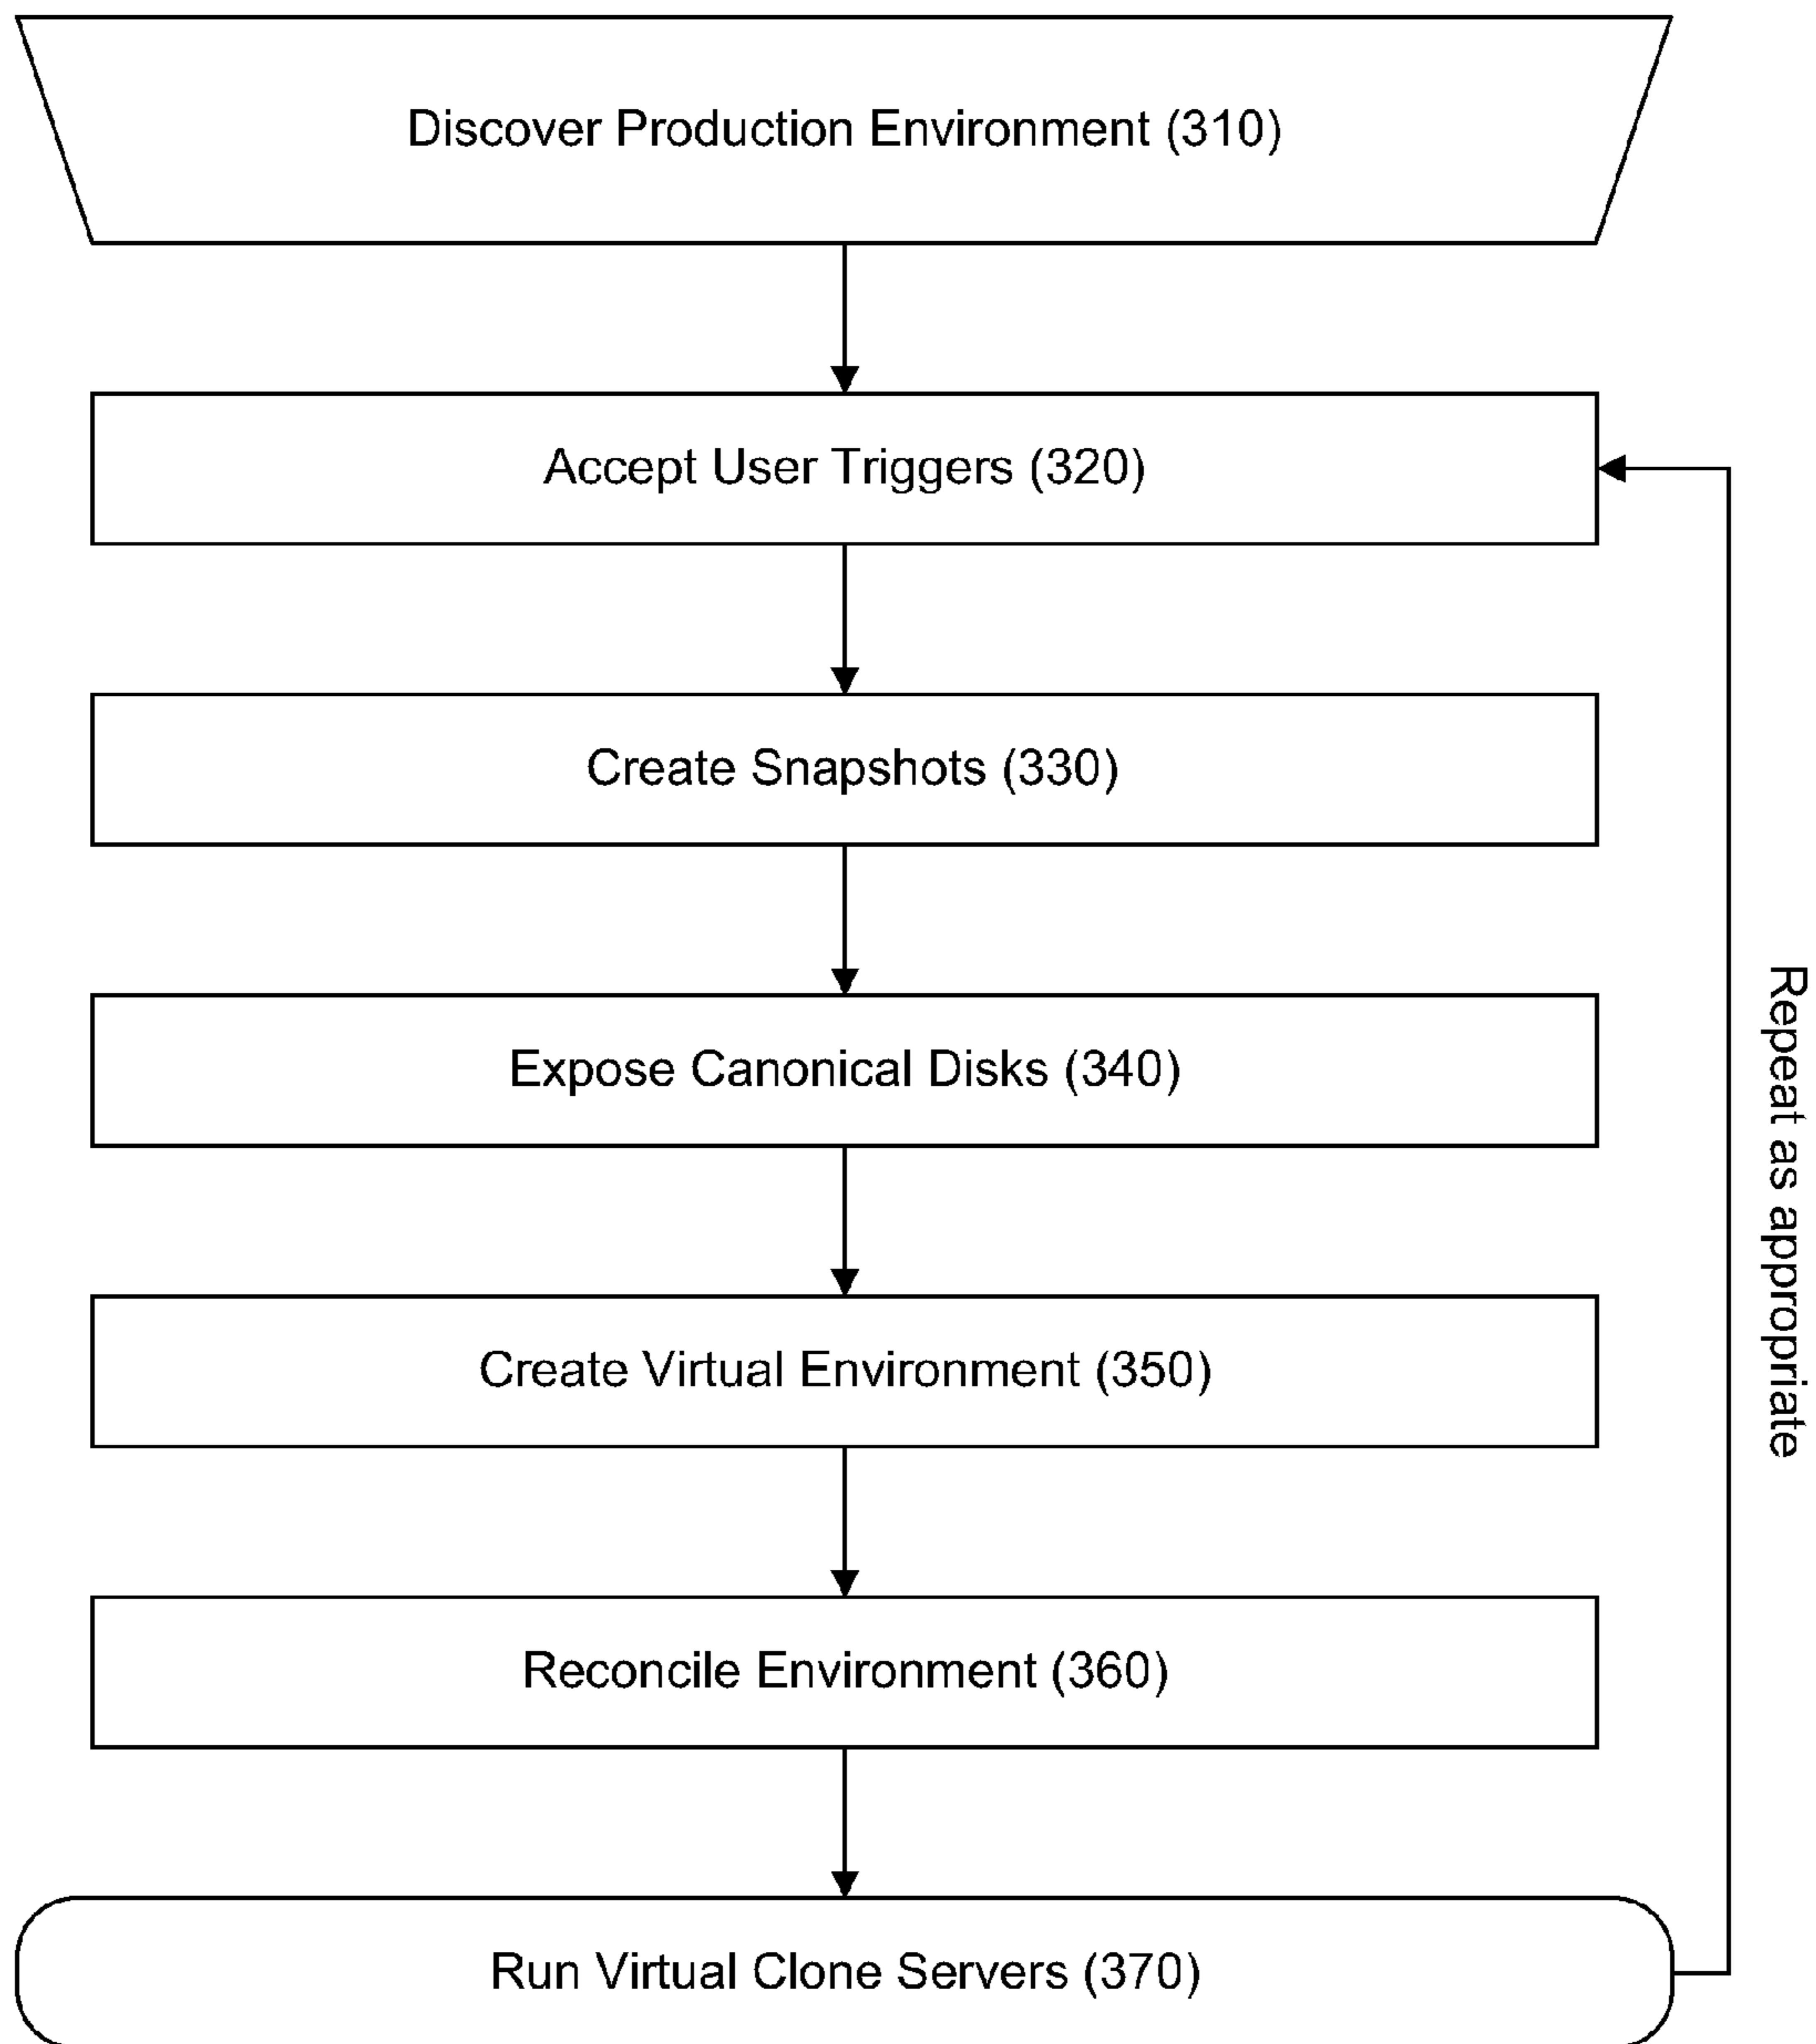 Discover Production Environment (310)
Accept User Triggers (320)
Create Snapshots (330)
Expose Canonical Disks (340)
Create Virtual Environment (350)
Reconcile Environment (360)
Run Virtual Clone Servers (370)
Repeat as appropriate